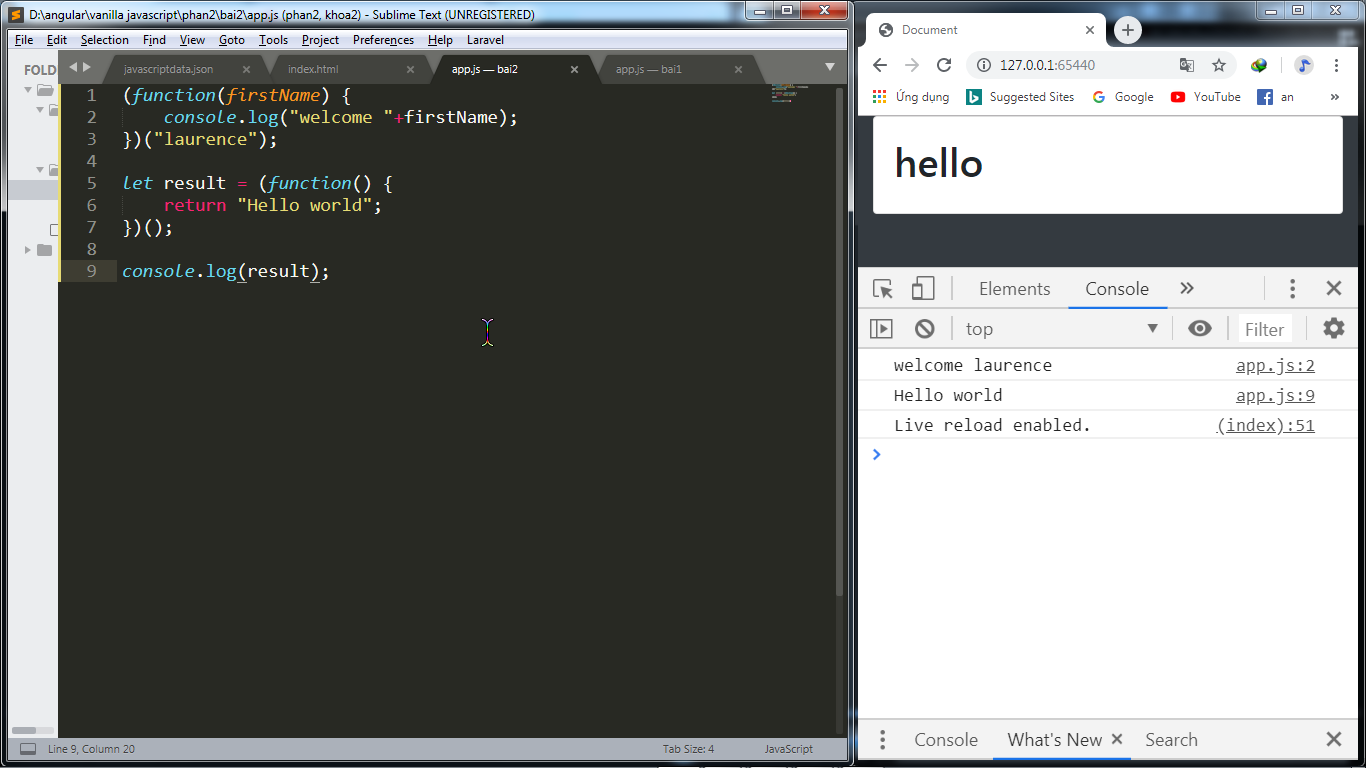 D:\angular\vanilla javascript\phan2\bai2\app.js (phan2, khoa2) - Sublime Text (UNREGISTERED)
File Edit Selection Find View Goto Tools Project Preferences Help Laravel
FOLD
javascriptdata.json
index.html
app.js — bai2
app.js — bai1
1 (function(firstName) {
2 console.log("welcome "+firstName);
3 })("laurence");
4
5 let result = (function() {
6 return "Hello world";
7 })();
8
9 console.log(result);
Line 9, Column 20
Tab Size: 4
JavaScript
Document
127.0.0.1:65440
Ứng dụng Suggested Sites Google YouTube an »
hello
Elements Console »
top Filter
welcome laurence app.js:2
Hello world app.js:9
Live reload enabled. (index):51
Console What's New Search